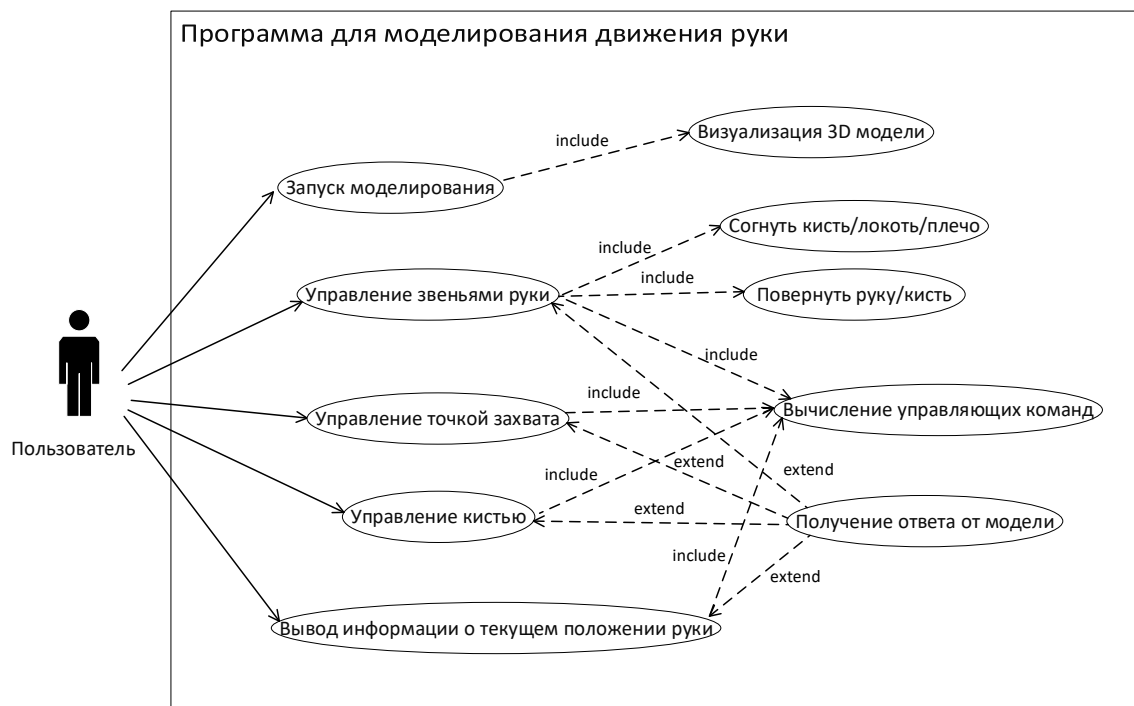 Программа для моделирования движения руки
Визуализация 3D модели
include
Запуск моделирования
Согнуть кисть/локоть/плечо
include
include
Управление звеньями руки
Повернуть руку/кисть
include
include
Вычисление управляющих команд
Управление точкой захвата
Пользователь
include
extend
extend
extend
Управление кистью
Получение ответа от модели
include
extend
Вывод информации о текущем положении руки